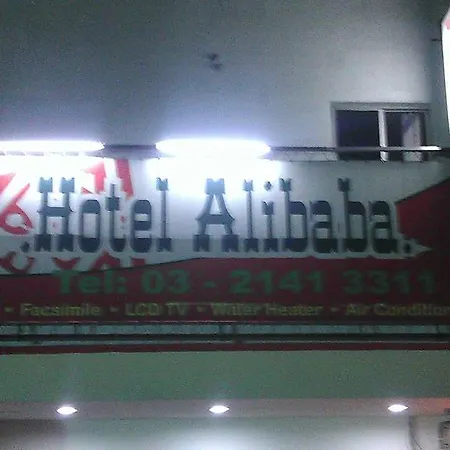 .Hotel Alibaba.
Tel: 03 - 2141 3311
• Facsimile • LCD TV • Water Heater • Air Condition